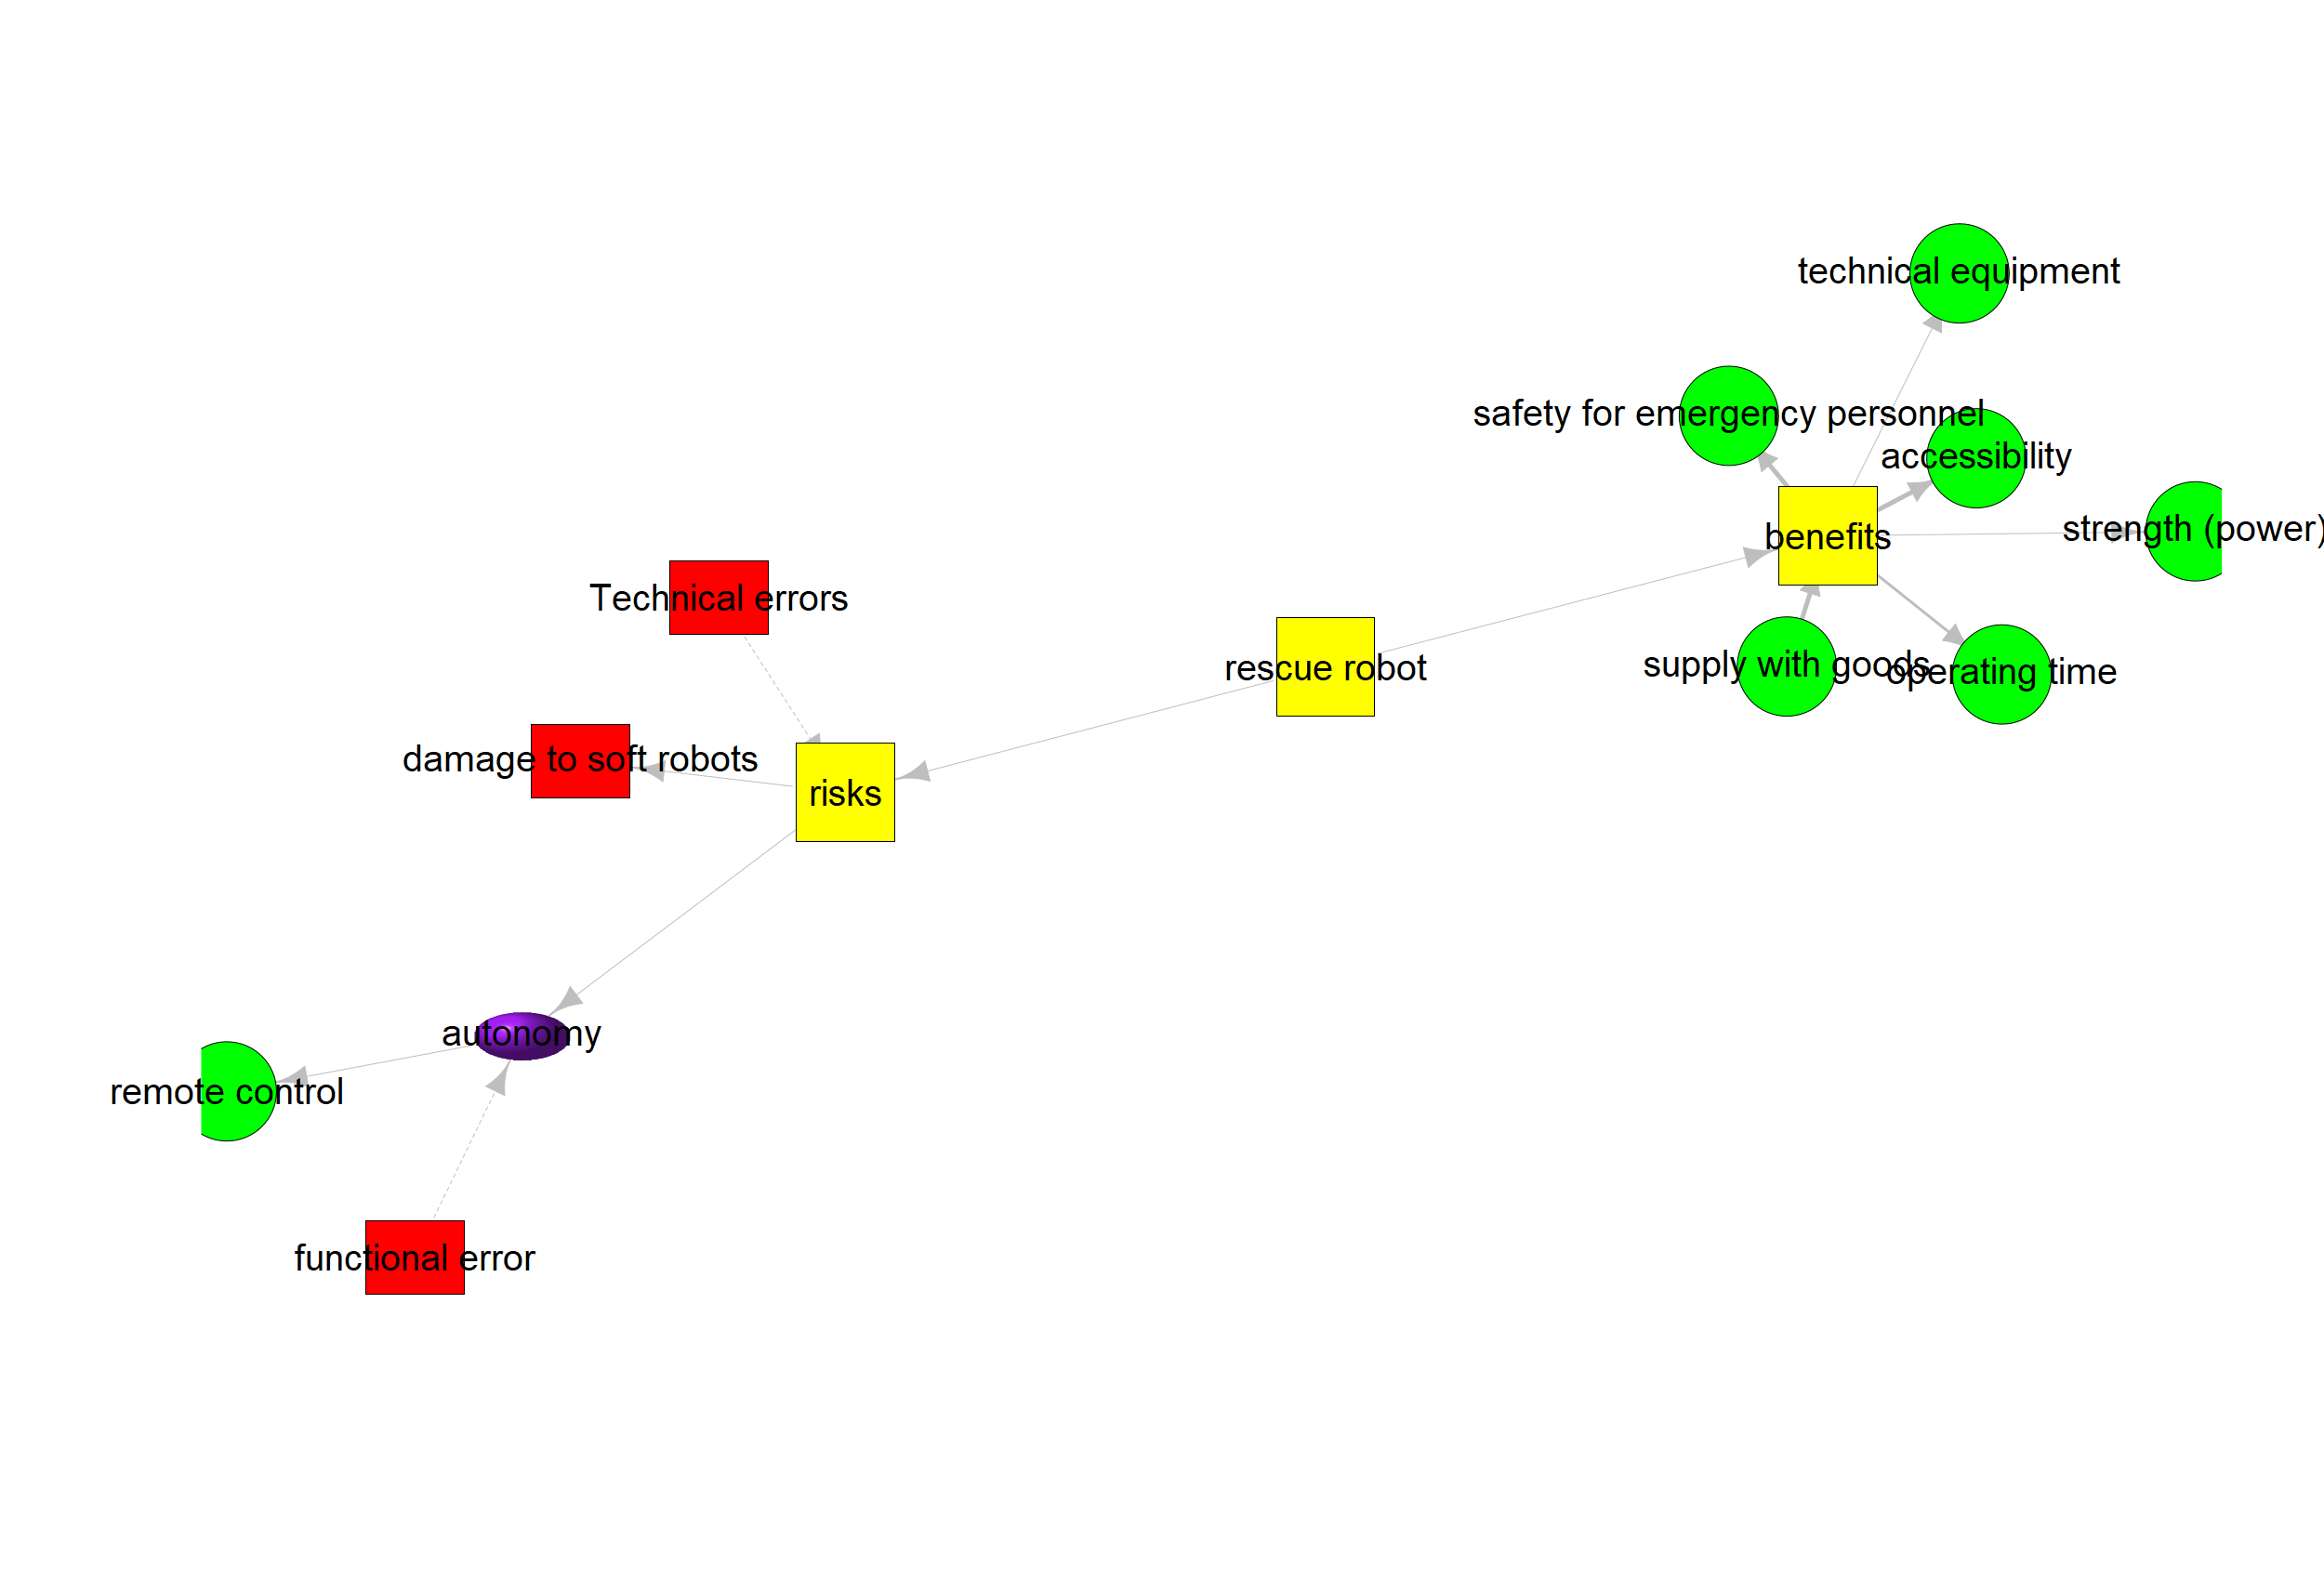 technical equipment
safety for emergency personnel
accessibility
strength (power)
benefits
Technical errors
rescue robot
supply with goods
operating time
damage to soft robots
risks
autonomy
remote control
functional error